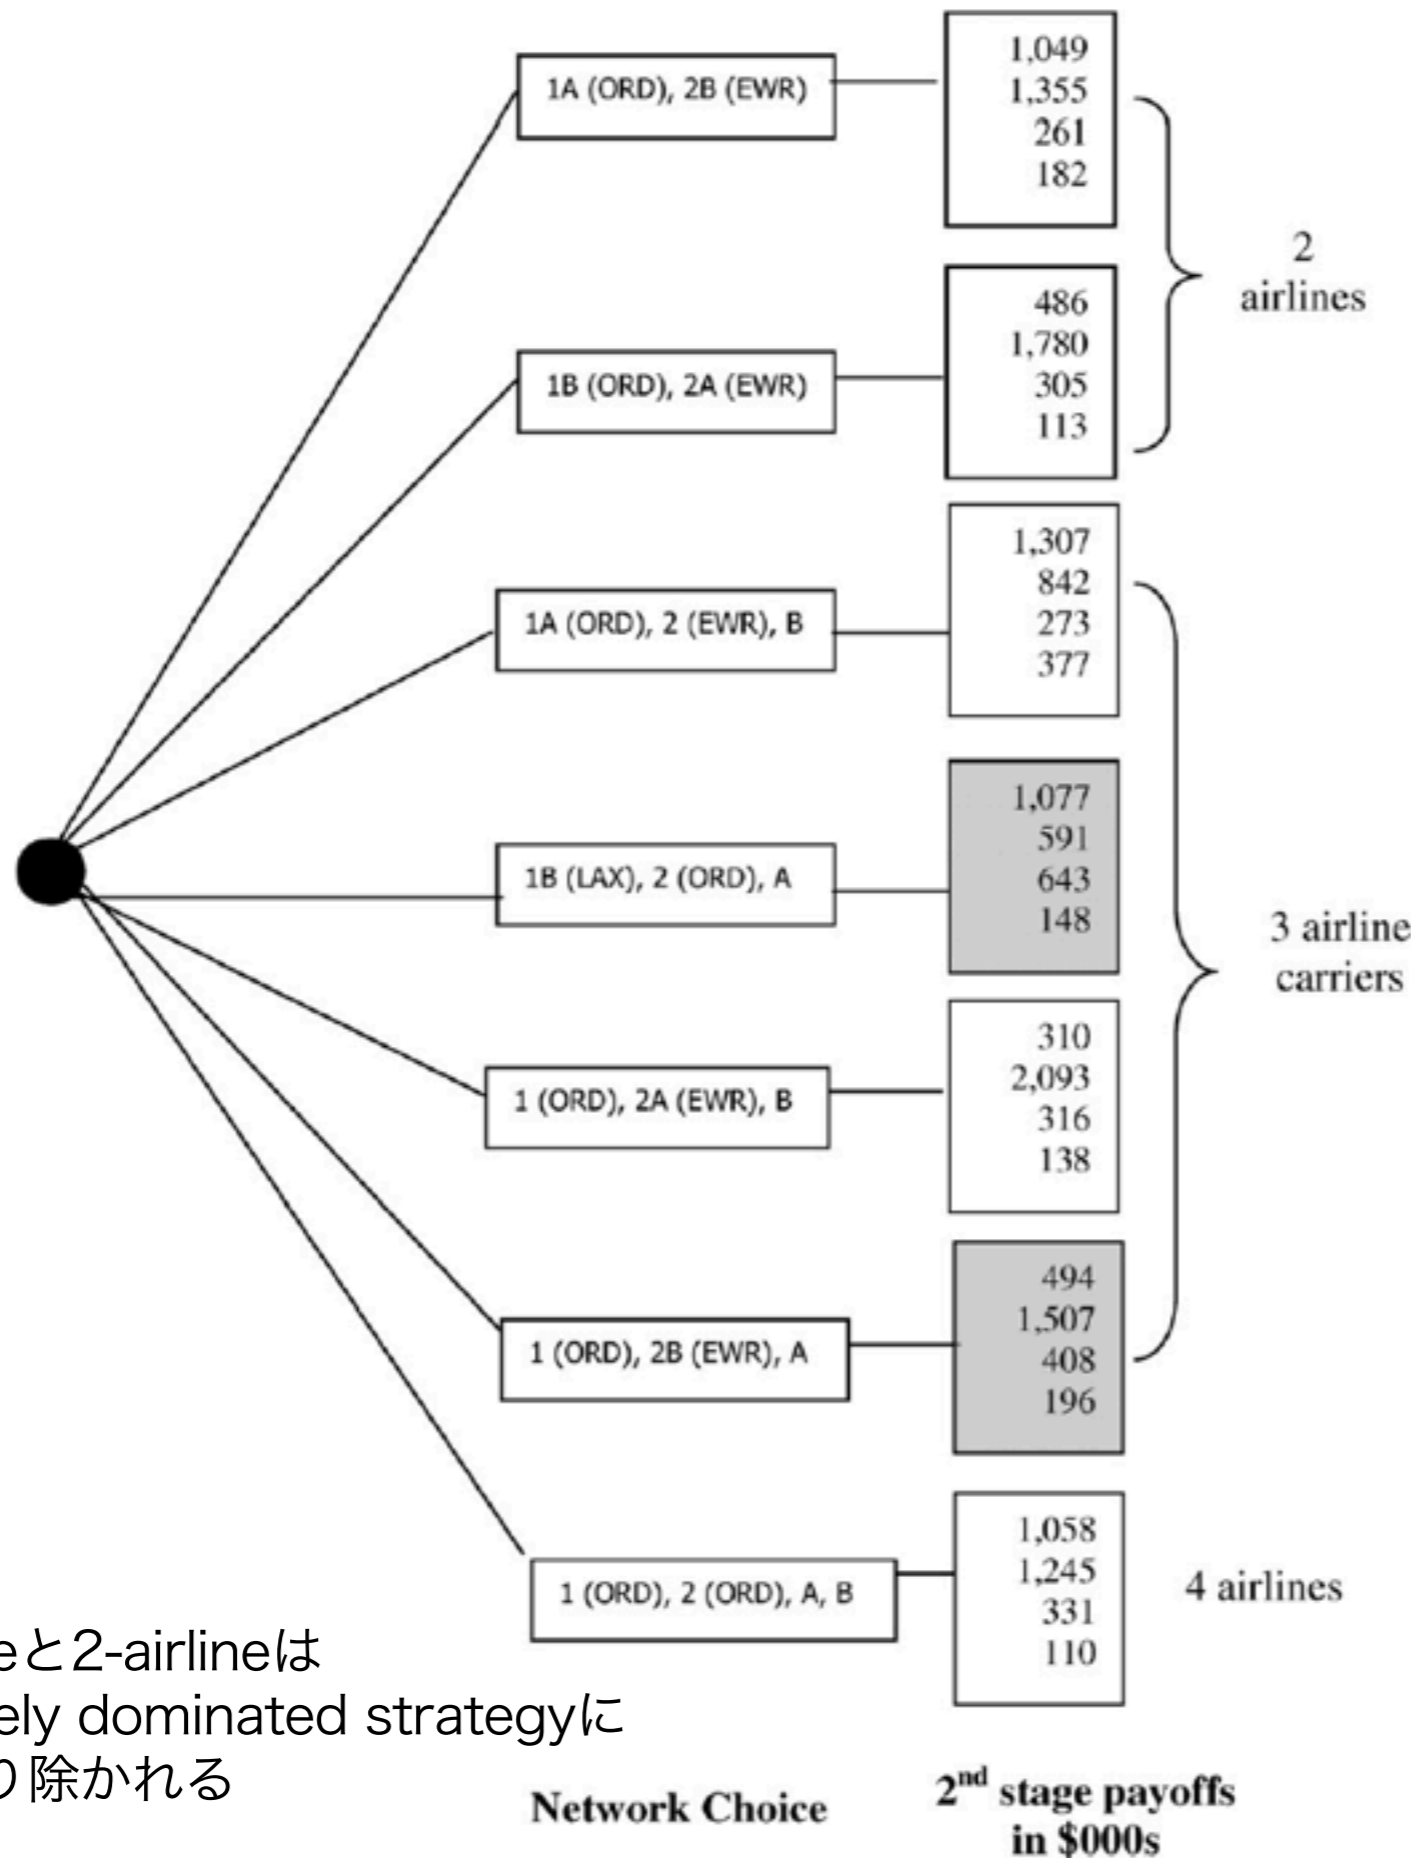 1A (ORD), 2B (EWR)
1,049
1,355
261
182
2
airlines
1B (ORD), 2A (EWR)
486
1,780
305
113
1A (ORD), 2 (EWR), B
1,307
842
273
377
1B (LAX), 2 (ORD), A
1,077
591
643
148
3 airline
carriers
1 (ORD), 2A (EWR), B
310
2,093
316
138
1 (ORD), 2B (EWR), A
494
1,507
408
196
1 (ORD), 2 (ORD), A, B
1,058
1,245
331
110
4 airlines
eと2-airlineは
ely dominated strategyに
り除かれる
Network Choice
2nd stage payoffs
in $000s